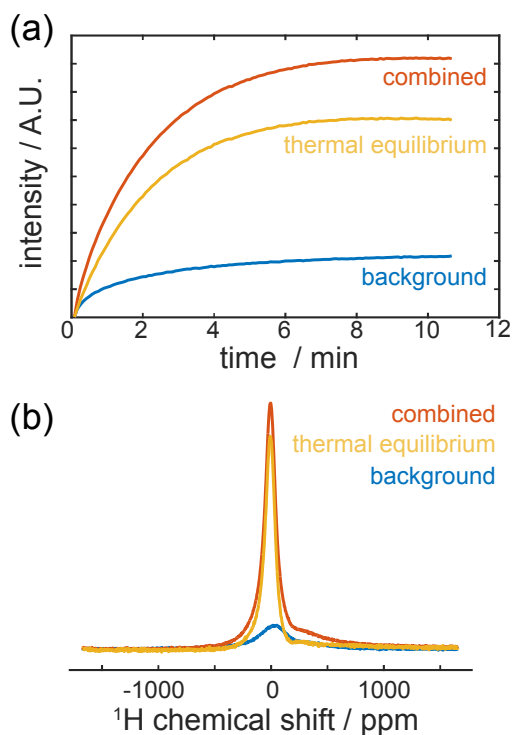 (a)
intensity / A.U.
combined
thermal equilibrium
background
0 2 4 6 8 10 12
time / min
(b)
combined
thermal equilibrium
background
-1000 0 1000
¹H chemical shift / ppm